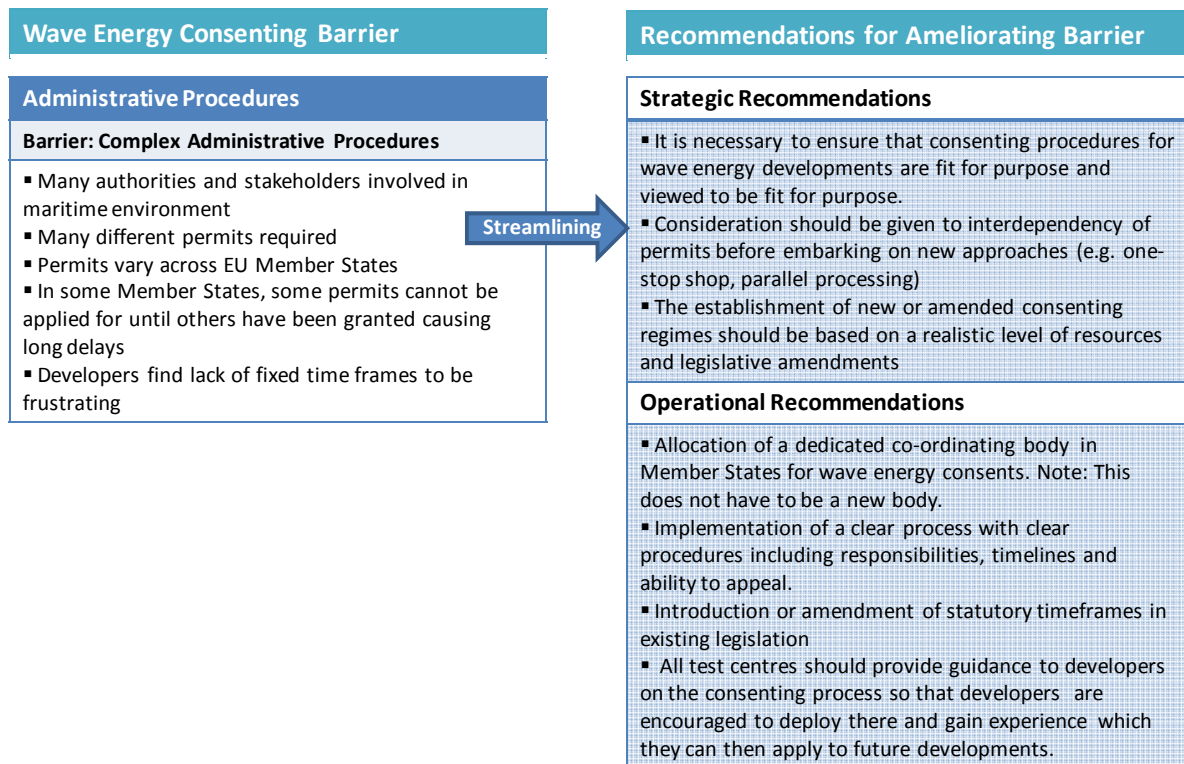 Wave Energy Consenting Barrier
Administrative Procedures
Barrier: Complex Administrative Procedures
▪ Many authorities and stakeholders involved in
maritime environment
▪ Many different permits required
▪ Permits vary across EU Member States
▪ In some Member States, some permits cannot be
applied for until others have been granted causing
long delays
▪ Developers find lack of fixed time frames to be
frustrating
Streamlining
Recommendations for Ameliorating Barrier
Strategic Recommendations
▪ It is necessary to ensure that consenting procedures for
wave energy developments are fit for purpose and
viewed to be fit for purpose.
▪ Consideration should be given to interdependency of
permits before embarking on new approaches (e.g. one-
stop shop, parallel processing)
▪ The establishment of new or amended consenting
regimes should be based on a realistic level of resources
and legislative amendments
Operational Recommendations
▪ Allocation of a dedicated co-ordinating body in
Member States for wave energy consents. Note: This
does not have to be a new body.
▪ Implementation of a clear process with clear
procedures including responsibilities, timelines and
ability to appeal.
▪ Introduction or amendment of statutory timeframes in
existing legislation
▪ All test centres should provide guidance to developers
on the consenting process so that developers are
encouraged to deploy there and gain experience which
they can then apply to future developments.